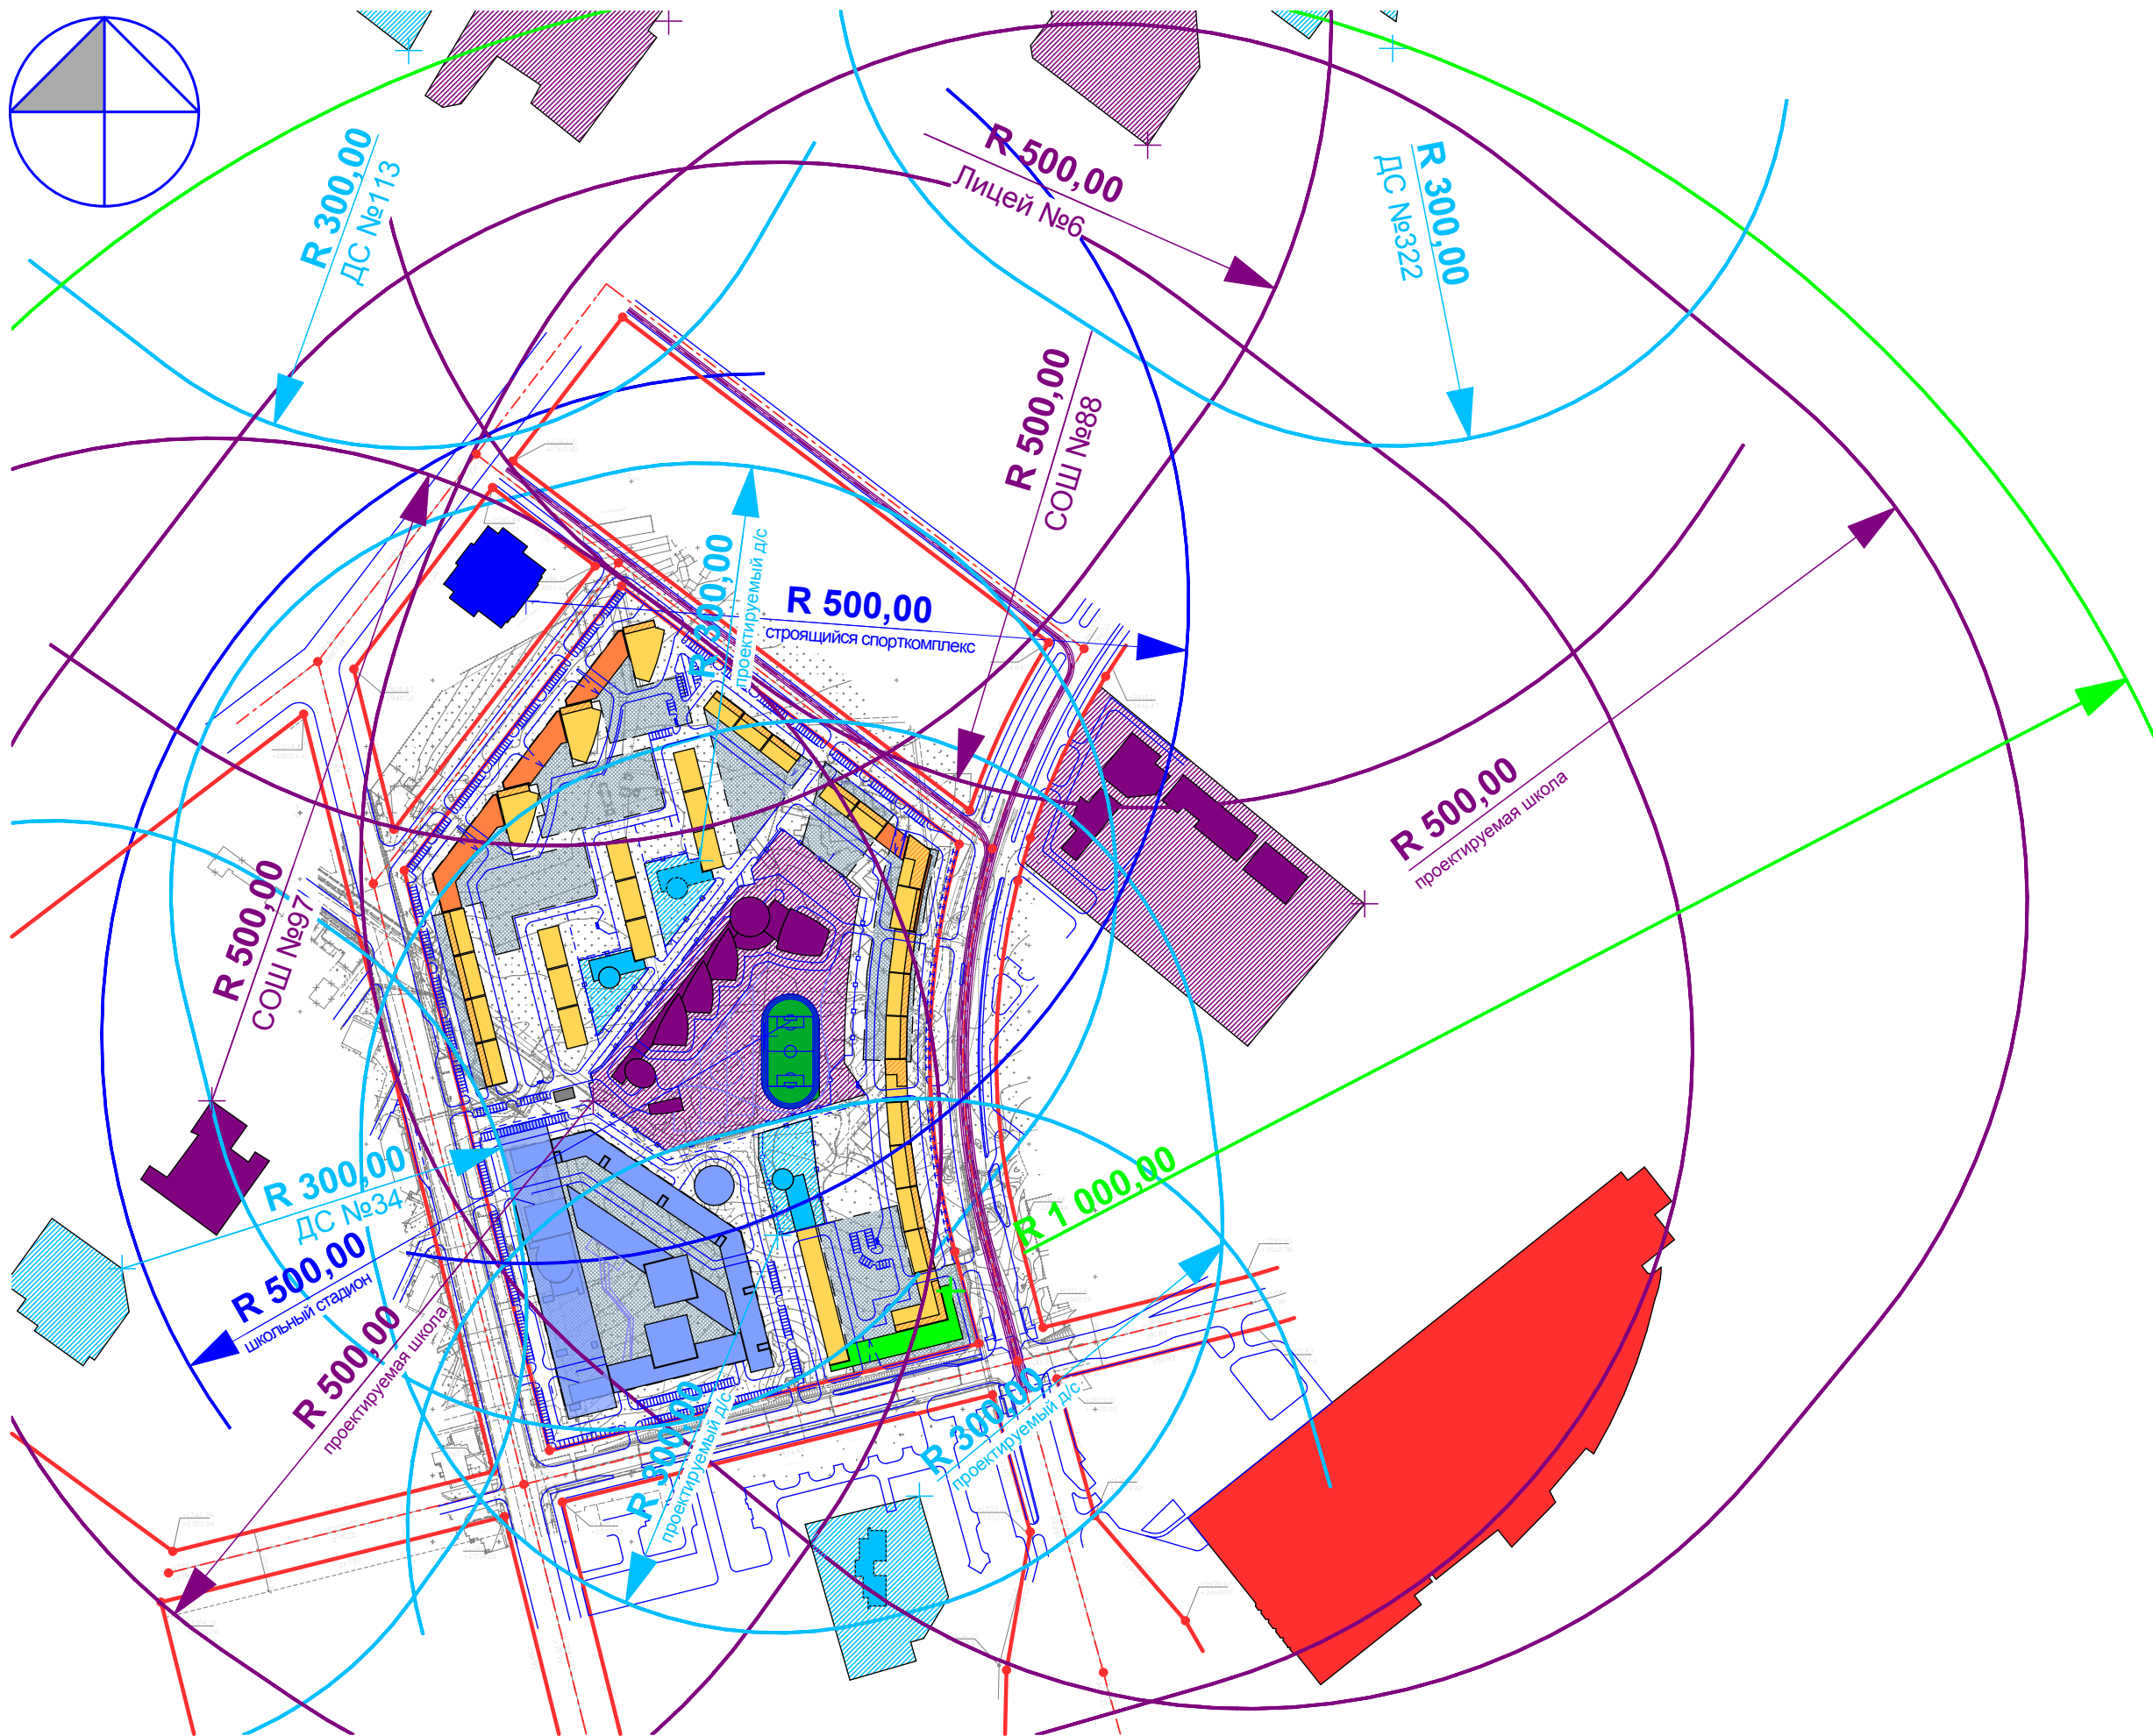 R 300,00
ДС №113
R 500,00
Лицей №6
R 300,00
ДС №322
R 500,00
СОШ №88
R 300,00
проектируемый д/с
R 500,00
строящийся спорткомплекс
R 500,00
проектируемая школа
R 500,00
СОШ №97
R 1 000,00
R 300,00
ДС №34
R 500,00
школьный стадион
R 500,00
проектируемая школа
R 300,00
проектируемый д/с
R 300,00
проектируемый д/с